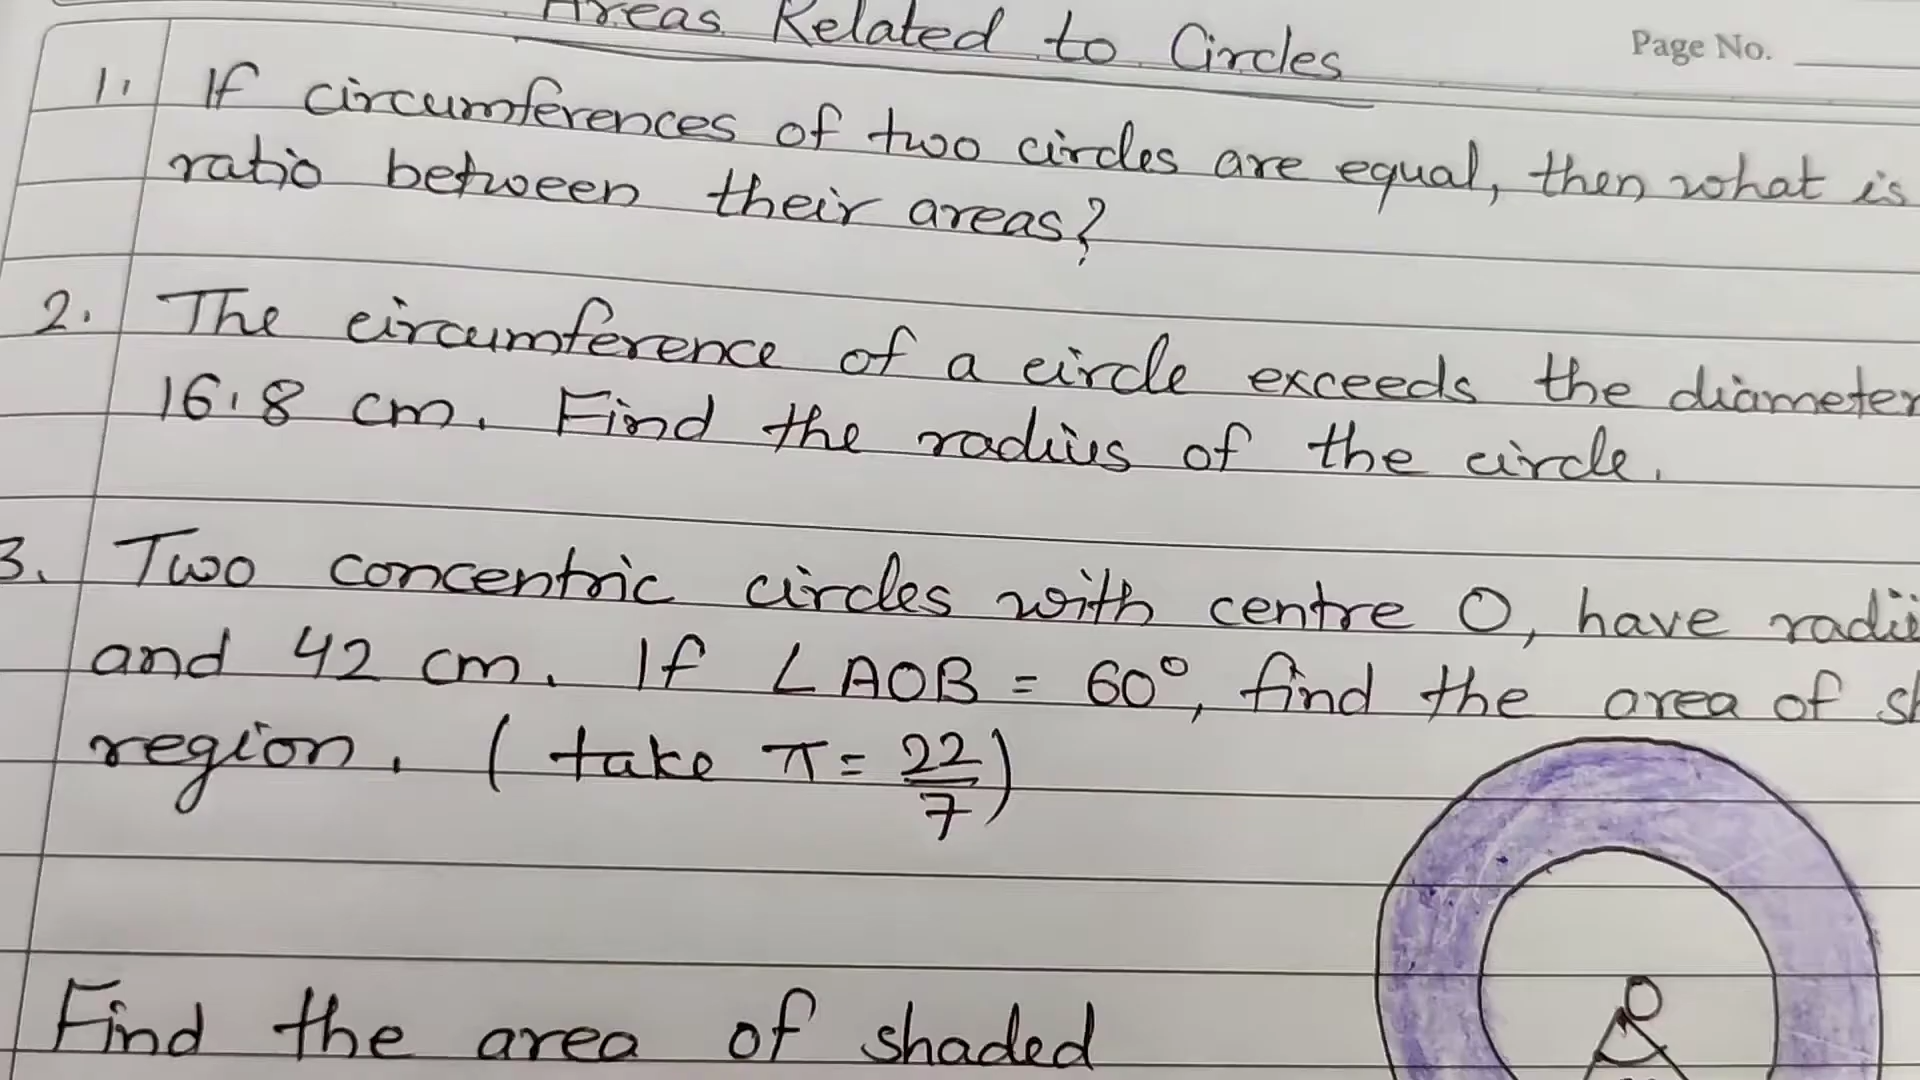 Areas Related to Circles
Page No.
1. If circumferences of two circles are equal, then what is
ratio between their areas?
2. The circumference of a circle exceeds the diameter
16.8 cm. Find the radius of the circle.
3. Two concentric circles with centre O, have radii
and 42 cm. If ∠AOB = 60°, find the area of
region. (take π = 22/7)
O
Find the area of shaded